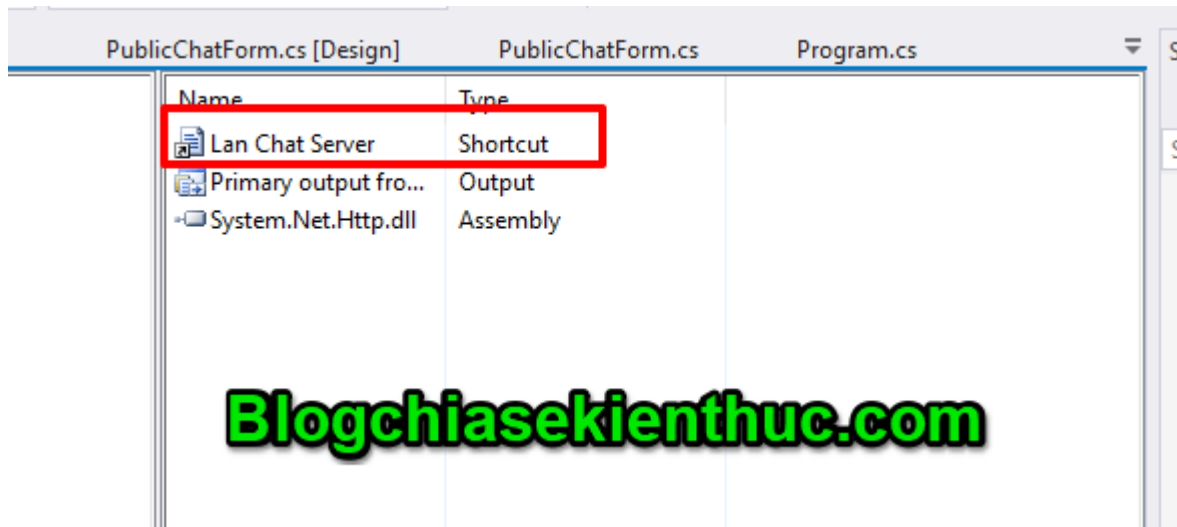 PublicChatForm.cs [Design] PublicChatForm.cs Program.cs
Name Type
Lan Chat Server Shortcut
Primary output fro... Output
System.Net.Http.dll Assembly
Blogchiasekienthuc.com